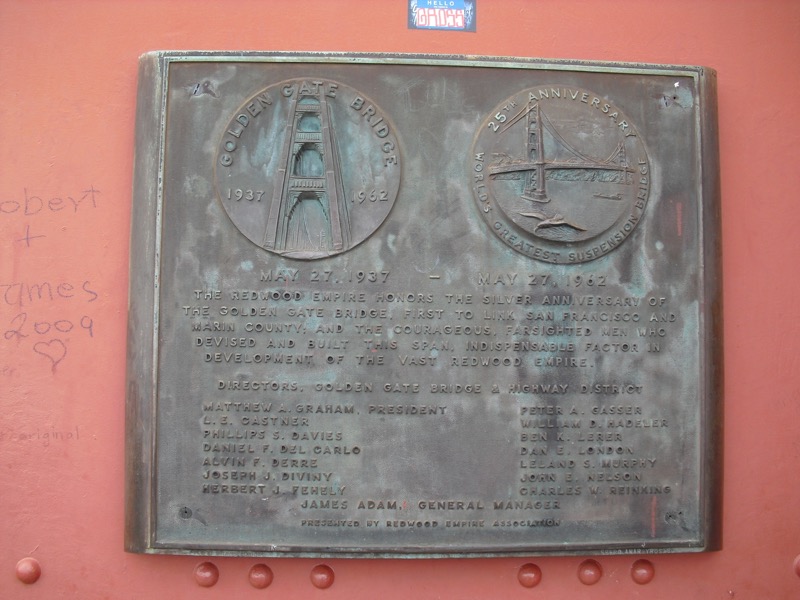 HELLO
GROSS
GOLDEN GATE BRIDGE
1937 1962
25TH ANNIVERSARY
WORLD'S GREATEST SUSPENSION BRIDGE
MAY 27, 1937 – MAY 27, 1962
THE REDWOOD EMPIRE HONORS THE SILVER ANNIVERSARY OF
THE GOLDEN GATE BRIDGE, FIRST TO LINK SAN FRANCISCO AND
MARIN COUNTY; AND THE COURAGEOUS, FARSIGHTED MEN WHO
DEVISED AND BUILT THIS SPAN, INDISPENSABLE FACTOR IN
DEVELOPMENT OF THE VAST REDWOOD EMPIRE.
DIRECTORS, GOLDEN GATE BRIDGE & HIGHWAY DISTRICT
MATTHEW A. GRAHAM, PRESIDENT
L. E. CASTNER
PHILLIPS S. DAVIES
DANIEL F. DEL CARLO
ALVIN F. DERRE
JOSEPH J. DIVINY
HERBERT J. FEHELY
PETER A. GASSER
WILLIAM D. HADELER
BEN K. LERER
DAN E. LONDON
LELAND S. MURPHY
JOHN E. NELSON
CHARLES W. REINKING
JAMES ADAM, GENERAL MANAGER
PRESENTED BY REDWOOD EMPIRE ASSOCIATION
obert
+
ames
2009
original